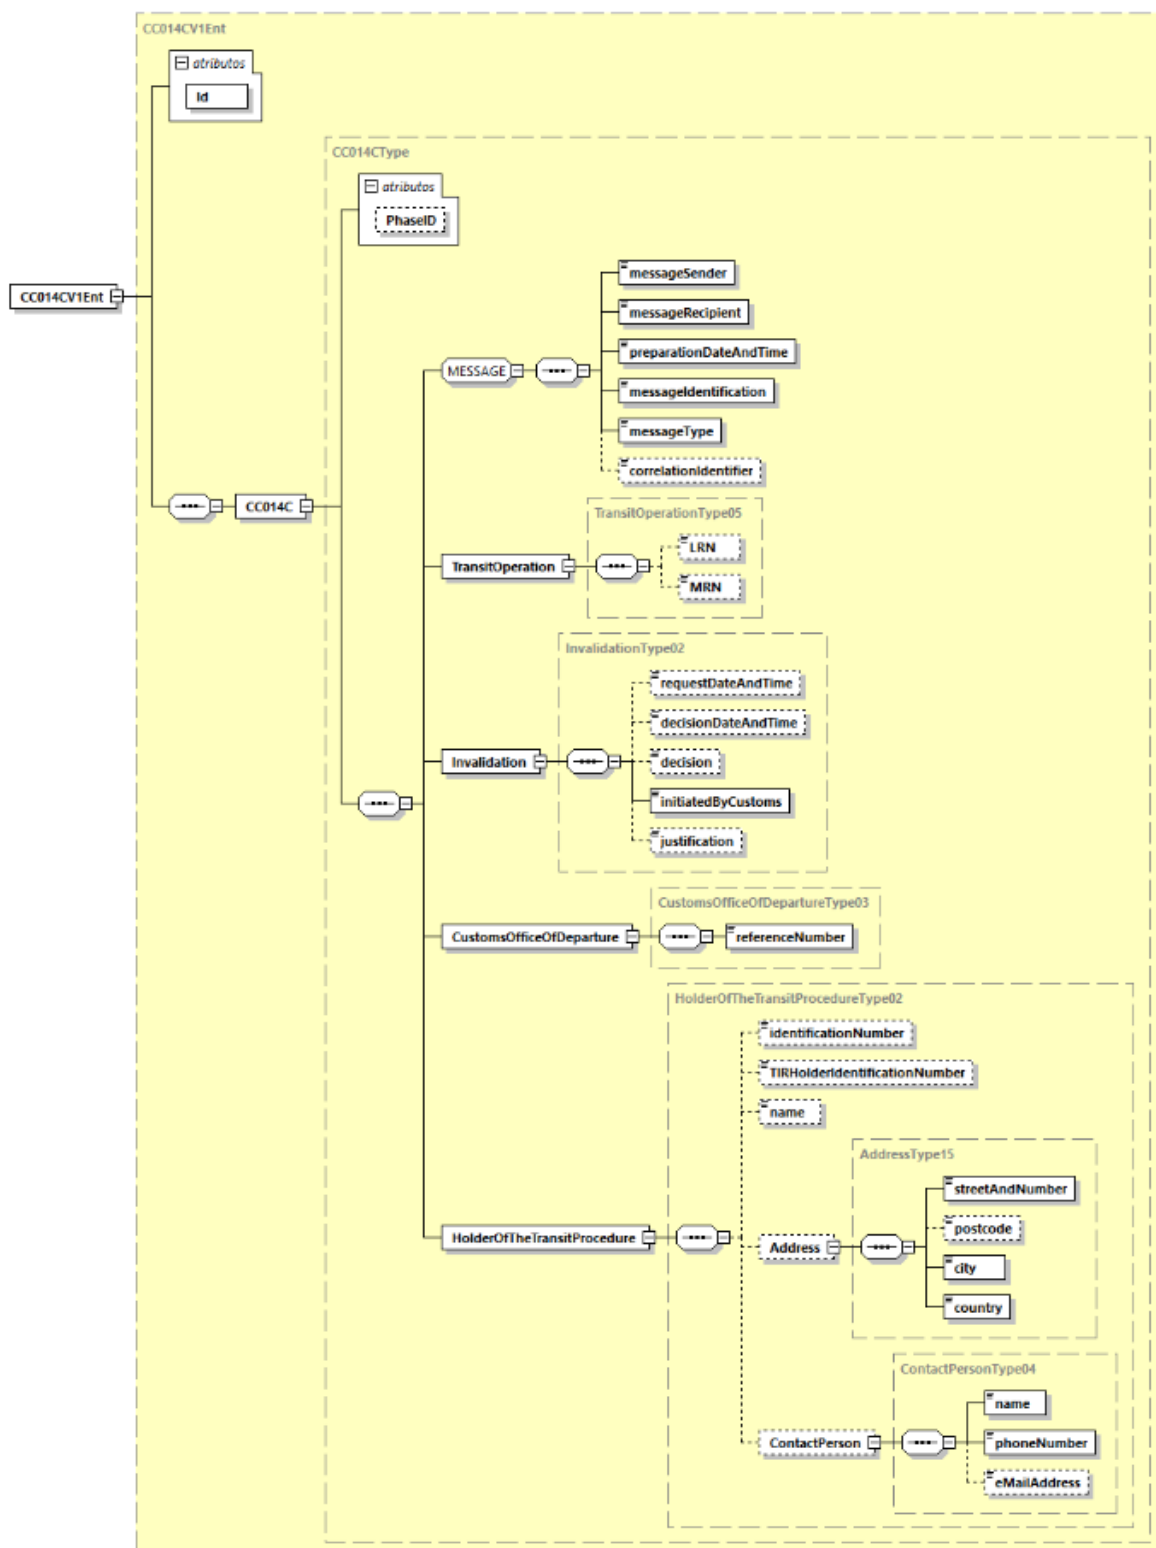 CC014CV1Ent
atributos
Id
CC014CType
atributos
PhaseID
CC014CV1Ent
messageSender
messageRecipient
preparationDateAndTime
MESSAGE
messageIdentification
messageType
correlationIdentifier
CC014C
TransitOperationType05
LRN
TransitOperation
MRN
InvalidationType02
requestDateAndTime
decisionDateAndTime
Invalidation
decision
initiatedByCustoms
justification
CustomsOfficeOfDepartureType03
CustomsOfficeOfDeparture
referenceNumber
HolderOfTheTransitProcedureType02
identificationNumber
TIRHolderIdentificationNumber
name
AddressType15
streetAndNumber
postcode
HolderOfTheTransitProcedure
Address
city
country
ContactPersonType04
name
ContactPerson
phoneNumber
eMailAddress